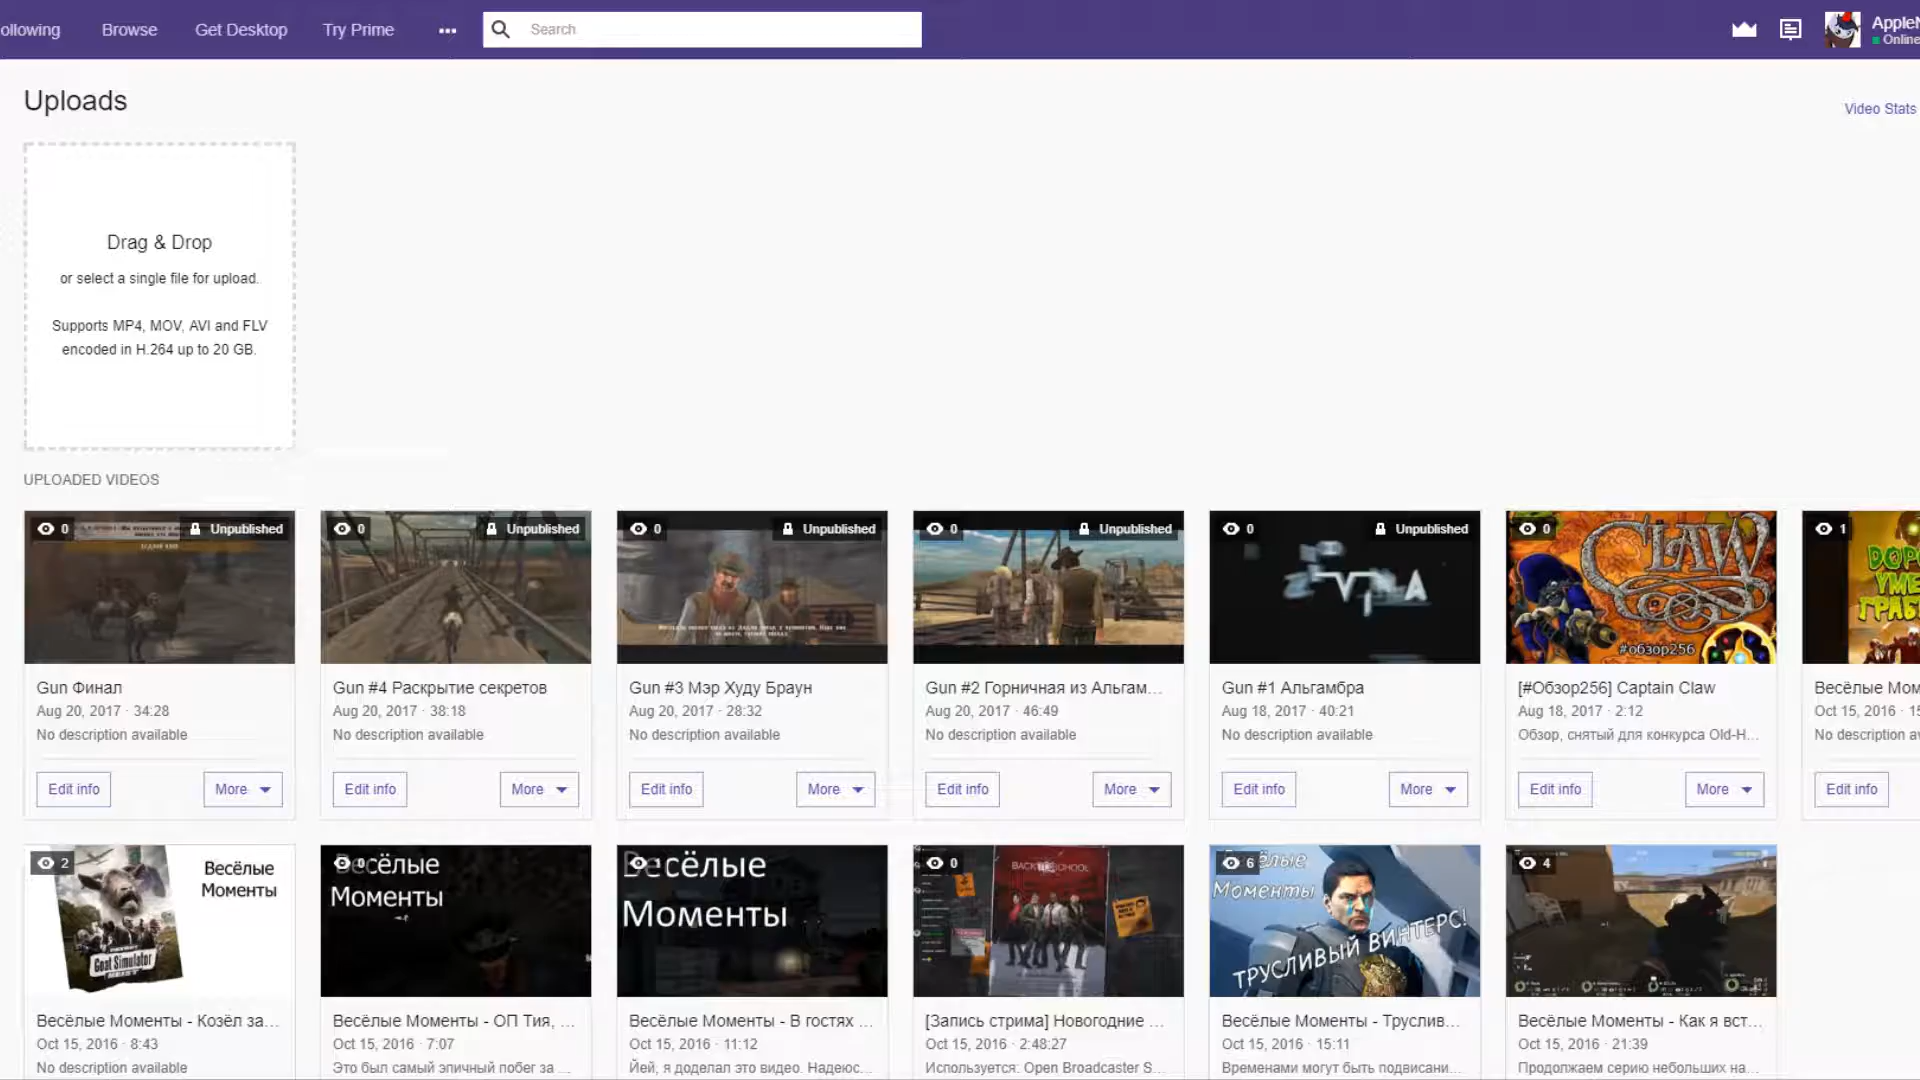 ollowing Browse Get Desktop Try Prime ••• Search
AppleN
Online
Uploads
Video Stats
Drag & Drop
or select a single file for upload.
Supports MP4, MOV, AVI and FLV
encoded in H.264 up to 20 GB.
UPLOADED VIDEOS
0 Unpublished
Gun Финал
Aug 20, 2017 · 34:28
No description available
Edit info More
0 Unpublished
Gun #4 Раскрытие секретов
Aug 20, 2017 · 38:18
No description available
Edit info More
0 Unpublished
Gun #3 Мэр Худу Браун
Aug 20, 2017 · 28:32
No description available
Edit info More
0 Unpublished
Gun #2 Горничная из Альгам...
Aug 20, 2017 · 46:49
No description available
Edit info More
0 Unpublished
Gun #1 Альгамбра
Aug 18, 2017 · 40:21
No description available
Edit info More
0
CLAW
#обзор256
[#Обзор256] Captain Claw
Aug 18, 2017 · 2:12
Обзор, снятый для конкурса Old-H...
Edit info More
1
ДОРО
УМЕ
ГРАБ
Весёлые Мом
Oct 15, 2016 · 15
No description av
Edit info
2
Весёлые
Моменты
Goat Simulator
Весёлые Моменты - Козёл за...
Oct 15, 2016 · 8:43
No description available
0
Весёлые
Моменты
Весёлые Моменты - ОП Тия, ...
Oct 15, 2016 · 7:07
Это был самый эпичный побег за ...
1
Весёлые
Моменты
Весёлые Моменты - В гостях ...
Oct 15, 2016 · 11:12
Йей, я доделал это видео. Надеюс...
0
BACK TO SCHOOL
[Запись стрима] Новогодние ...
Oct 15, 2016 · 2:48:27
Используется: Open Broadcaster S...
6
Весёлые
Моменты
ТРУСЛИВЫЙ ВИНТЕРС!
Весёлые Моменты - Труслив...
Oct 15, 2016 · 15:11
Временами могут быть подвисани...
4
Весёлые Моменты - Как я вст...
Oct 15, 2016 · 21:39
Продолжаем серию небольших на...